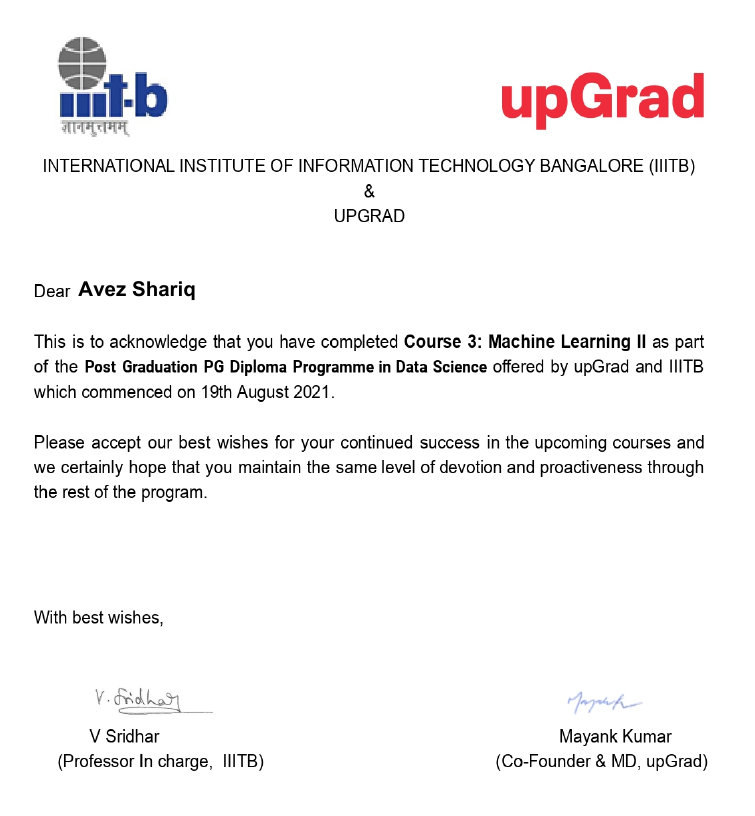 iiit-b
ज्ञानमुत्तमम्
upGrad
INTERNATIONAL INSTITUTE OF INFORMATION TECHNOLOGY BANGALORE (IIITB)
&
UPGRAD
Dear Avez Shariq
This is to acknowledge that you have completed Course 3: Machine Learning II as part
of the Post Graduation PG Diploma Programme in Data Science offered by upGrad and IIITB
which commenced on 19th August 2021.
Please accept our best wishes for your continued success in the upcoming courses and
we certainly hope that you maintain the same level of devotion and proactiveness through
the rest of the program.
With best wishes,
V. Sridhar
V Sridhar
(Professor In charge, IIITB)
Mayank
Mayank Kumar
(Co-Founder & MD, upGrad)